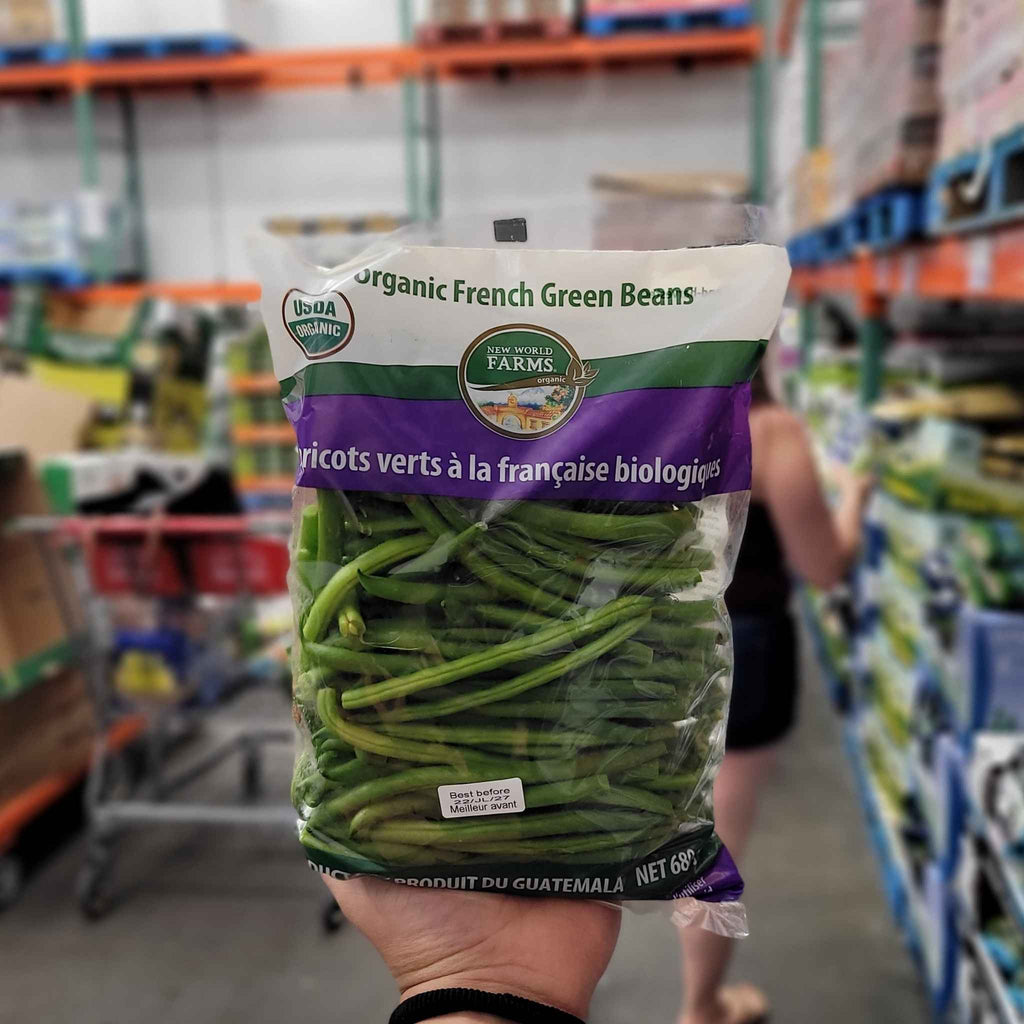 Organic French Green Beans
USDA
ORGANIC
NEW WORLD
FARMS
organic
ricots verts à la française biologiques
Best before
22/JL/27
Meilleur avant
PRODUIT DU GUATEMALA
NET 68